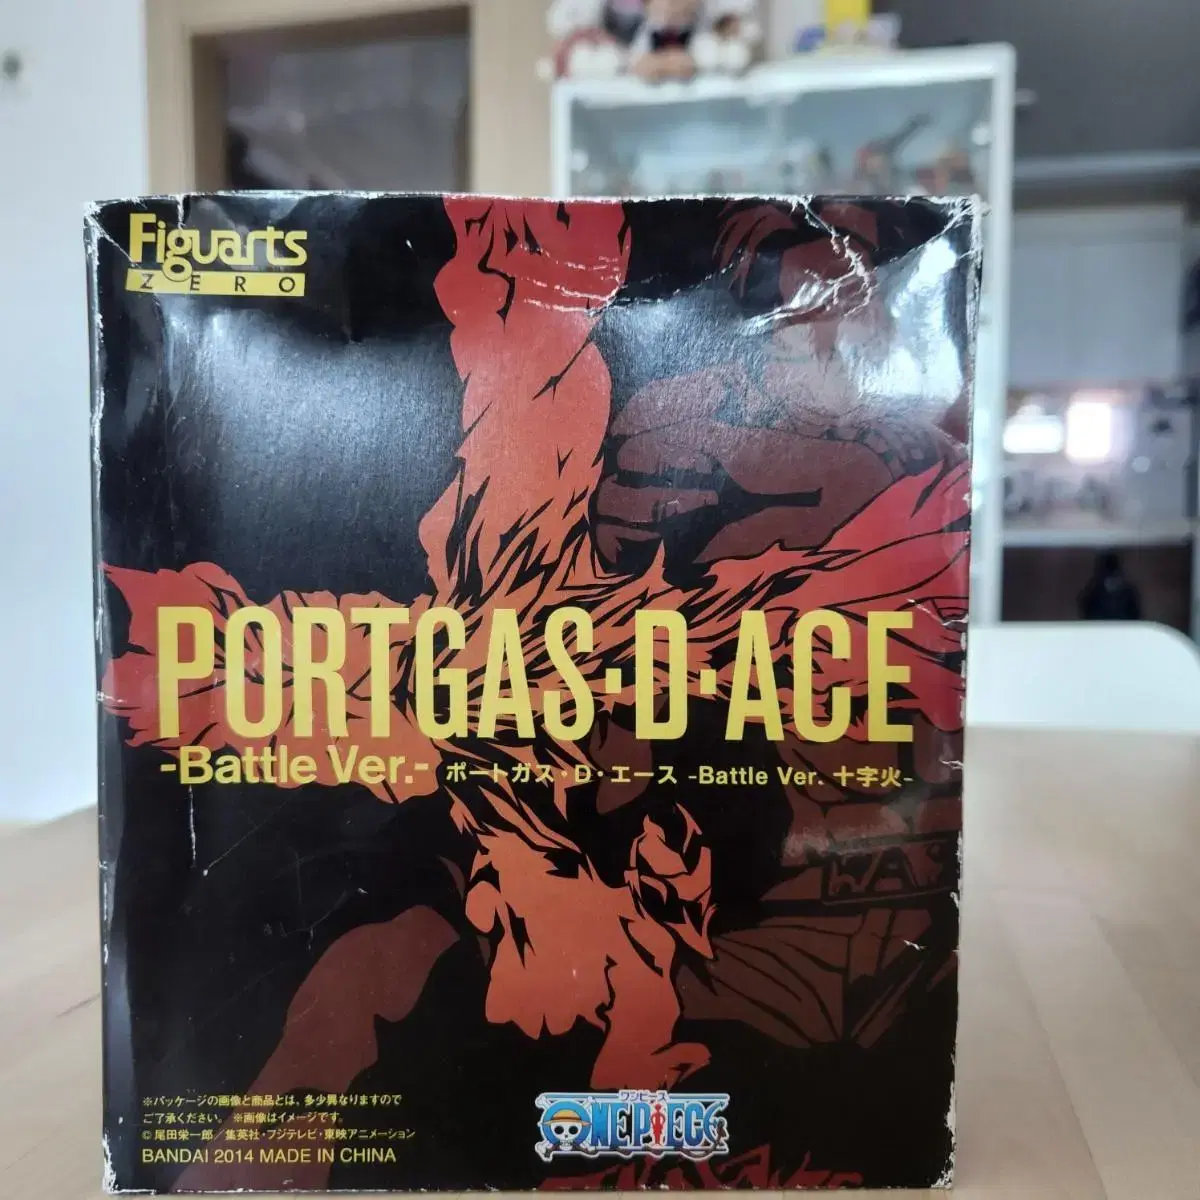 Figuarts
ZERO
PORTGAS・D・ACE
-Battle Ver.- ポートガス・D・エース -Battle Ver. 十字火-
※パッケージの画像と商品とは、多少異なりますので
ご了承ください。 ※画像はイメージです。
© 尾田栄一郎／集英社・フジテレビ・東映アニメーション
BANDAI 2014 MADE IN CHINA
ワンピース
ONE PIECE